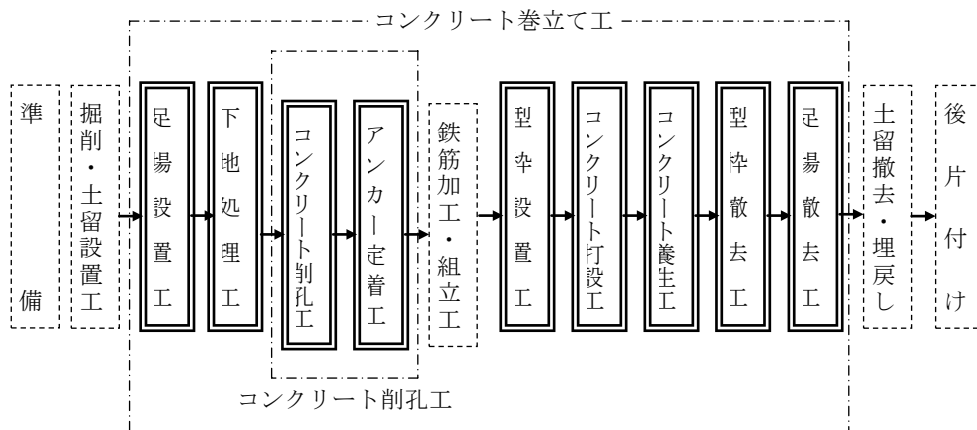 コンクリート巻立て工
準備
掘削・土留設置工
足場設置工
下地処理工
コンクリート削孔工
アンカー定着工
鉄筋加工・組立工
型枠設置工
コンクリート打設工
コンクリート養生工
型枠撤去工
足場撤去工
土留撤去・埋戻し
後片付け
コンクリート削孔工